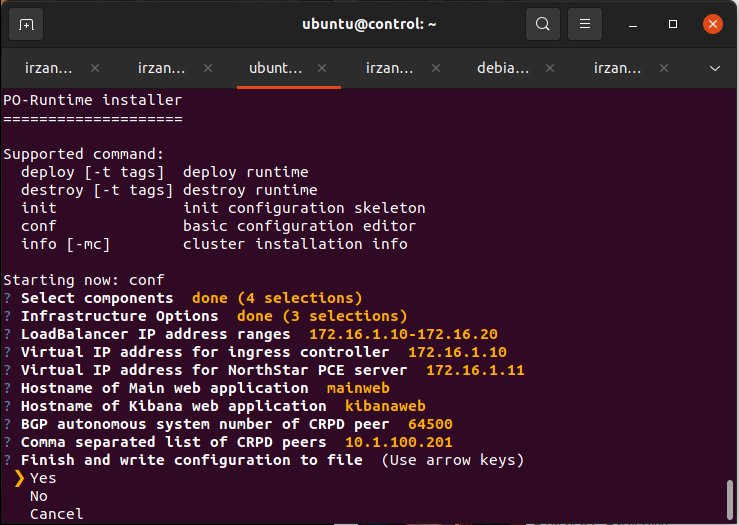 ubuntu@control: ~
irzan... × irzan... × ubunt... × irzan... × debia... × irzan... ×
PO-Runtime installer
====================
Supported command:
deploy [-t tags] deploy runtime
destroy [-t tags] destroy runtime
init init configuration skeleton
conf basic configuration editor
info [-mc] cluster installation info
Starting now: conf
? Select components done (4 selections)
? Infrastructure Options done (3 selections)
? LoadBalancer IP address ranges 172.16.1.10-172.16.20
? Virtual IP address for ingress controller 172.16.1.10
? Virtual IP address for NorthStar PCE server 172.16.1.11
? Hostname of Main web application mainweb
? Hostname of Kibana web application kibanaweb
? BGP autonomous system number of CRPD peer 64500
? Comma separated list of CRPD peers 10.1.100.201
? Finish and write configuration to file (Use arrow keys)
❯ Yes
No
Cancel